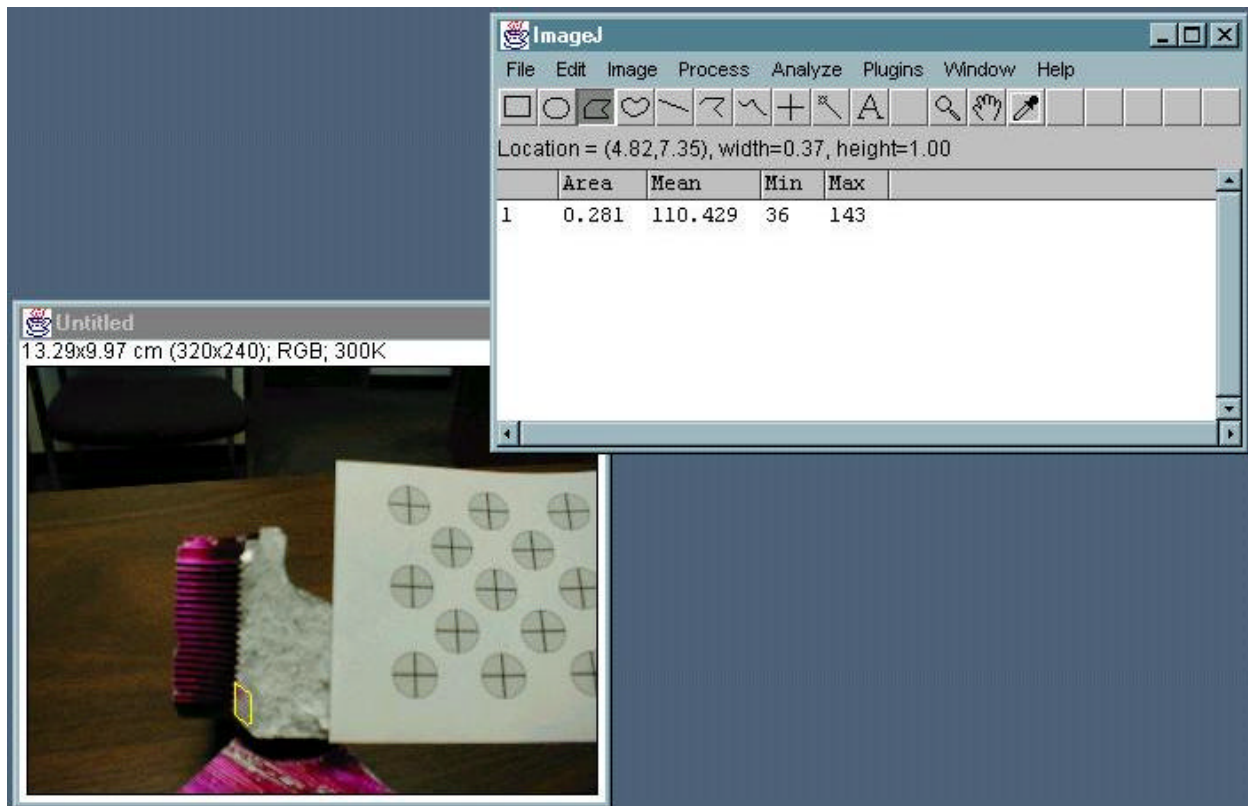 ImageJ
File Edit Image Process Analyze Plugins Window Help
A
Location = (4.82,7.35), width=0.37, height=1.00
Area Mean Min Max
1 0.281 110.429 36 143
Untitled
13.29x9.97 cm (320x240); RGB; 300K